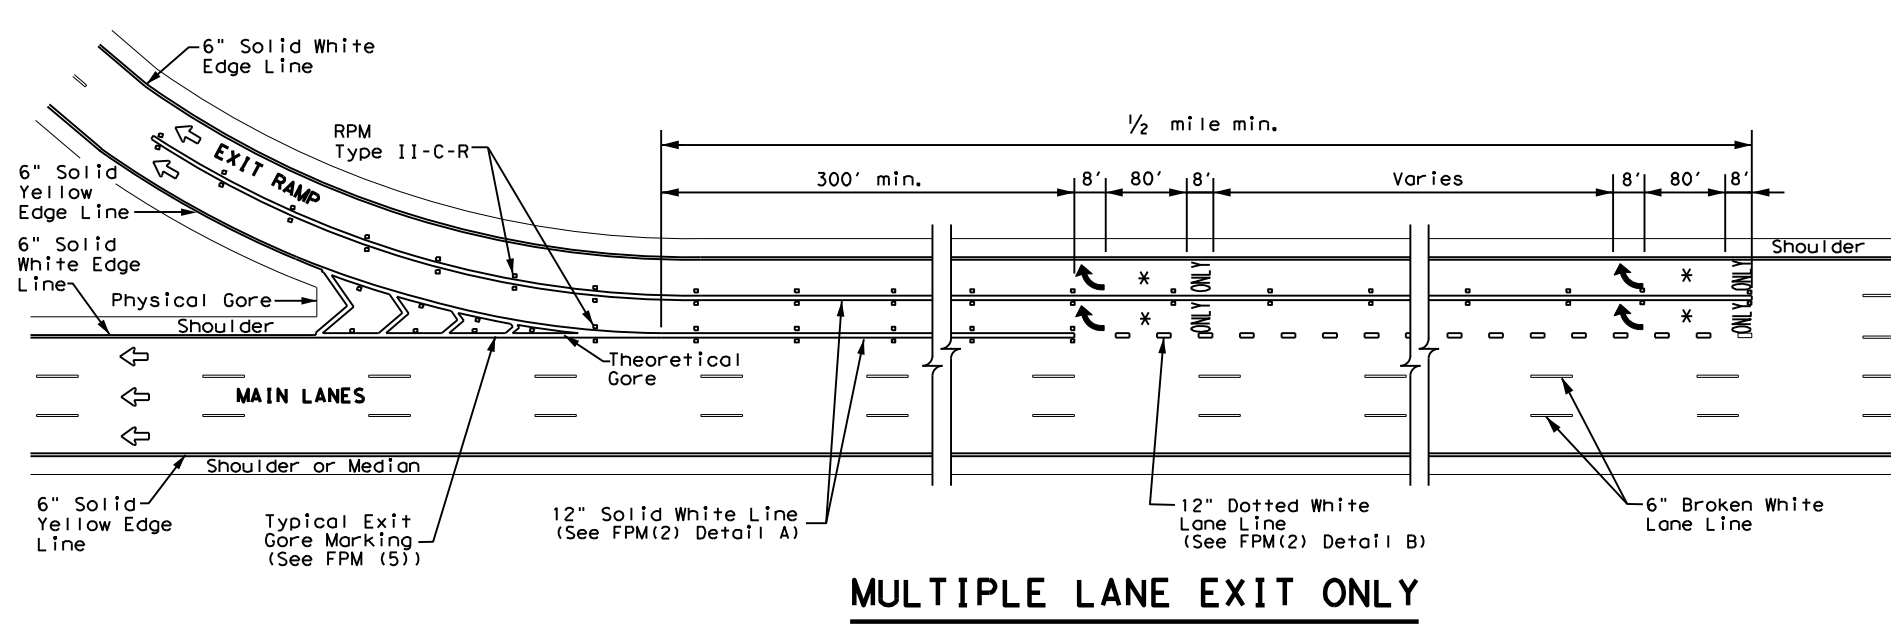 6" Solid White
Edge Line
RPM
Type II-C-R
½ mile min.
300' min.
8'
80'
8'
Varies
8'
80'
8'
EXIT RAMP
6" Solid
Yellow
Edge Line
6" Solid
White Edge
Line
Physical Gore
Shoulder
Shoulder
*
ONLY
*
ONLY
*
ONLY
*
ONLY
Theoretical
Gore
MAIN LANES
Shoulder or Median
6" Solid
Yellow Edge
Line
Typical Exit
Gore Marking
(See FPM (5))
12" Solid White Line
(See FPM(2) Detail A)
12" Dotted White
Lane Line
(See FPM(2) Detail B)
6" Broken White
Lane Line
MULTIPLE LANE EXIT ONLY